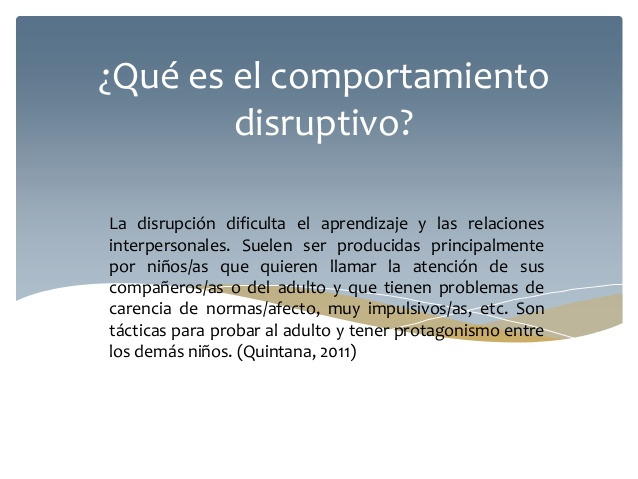 ¿Qué es el comportamiento
disruptivo?
La disrupción dificulta el aprendizaje y las relaciones
interpersonales. Suelen ser producidas principalmente
por niños/as que quieren llamar la atención de sus
compañeros/as o del adulto y que tienen problemas de
carencia de normas/afecto, muy impulsivos/as, etc. Son
tácticas para probar al adulto y tener protagonismo entre
los demás niños. (Quintana, 2011)